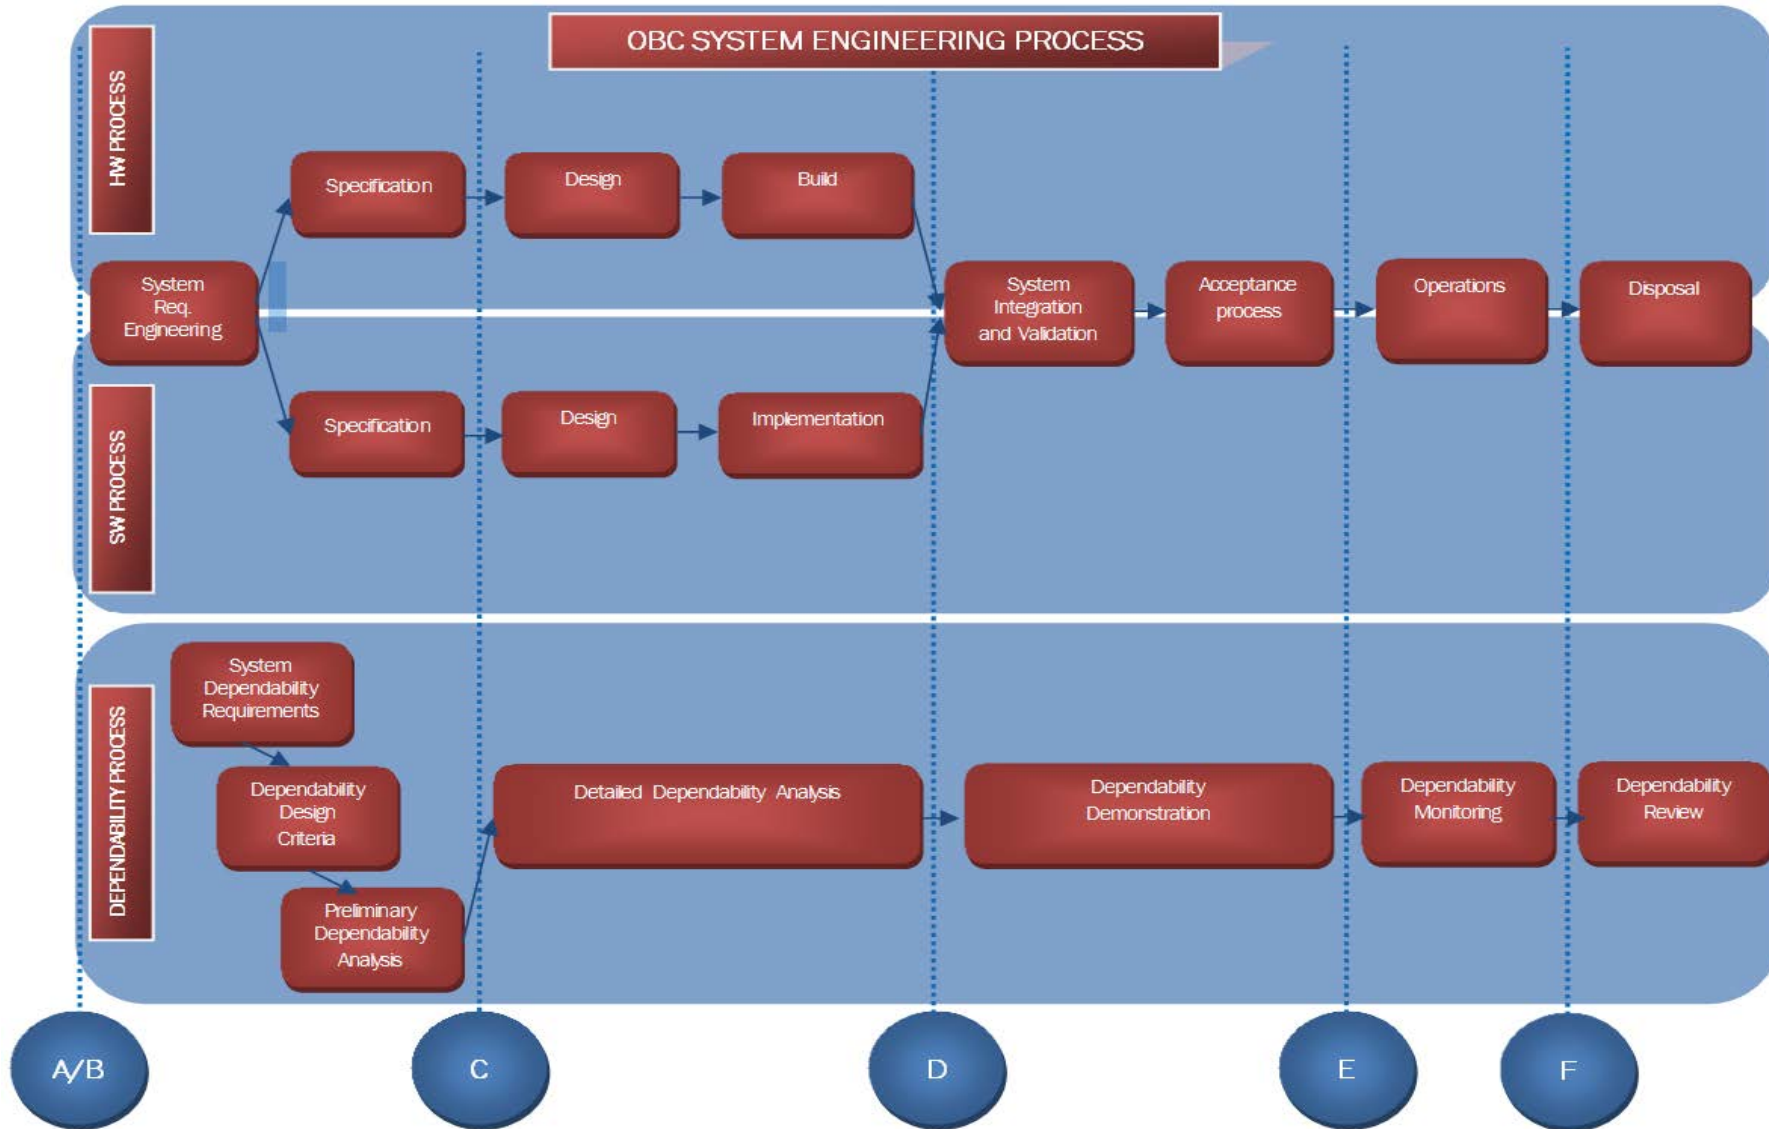 OBC SYSTEM ENGINEERING PROCESS
HW PROCESS
Specification
Design
Build
System
Req.
Engineering
System
Integration
and Validation
Acceptance
process
Operations
Disposal
SW PROCESS
Specification
Design
Implementation
DEPENDABILITY PROCESS
System
Dependability
Requirements
Dependability
Design
Criteria
Preliminary
Dependability
Analysis
Detailed Dependability Analysis
Dependability
Demonstration
Dependability
Monitoring
Dependability
Review
A/B
C
D
E
F